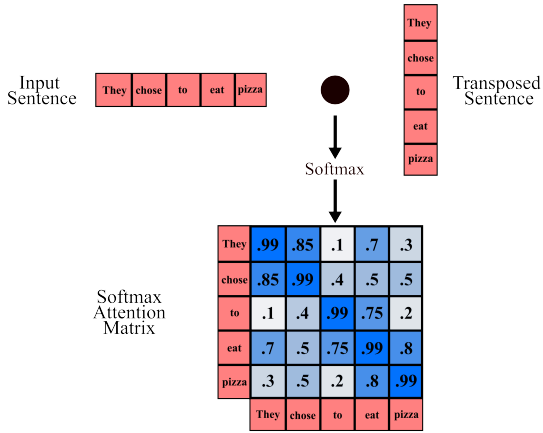 Input
Sentence
They chose to eat pizza
They
chose
to
eat
pizza
Transposed
Sentence
Softmax
Softmax
Attention
Matrix
They .99 .85 .1 .7 .3
chose .85 .99 .4 .5 .5
to .1 .4 .99 .75 .2
eat .7 .5 .75 .99 .8
pizza .3 .5 .2 .8 .99
They chose to eat pizza